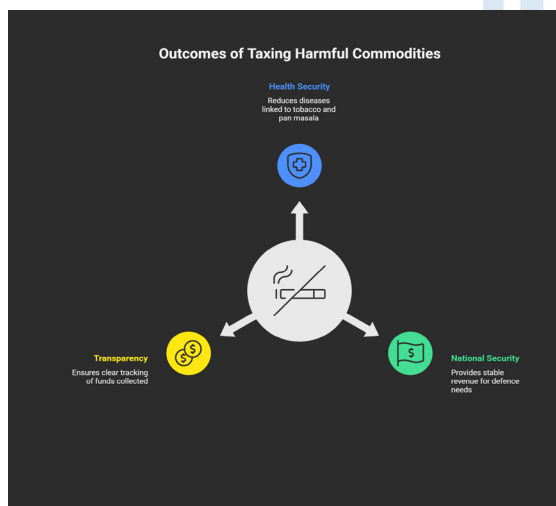 Outcomes of Taxing Harmful Commodities
Health Security
Reduces diseases
linked to tobacco and
pan masala
Transparency
Ensures clear tracking
of funds collected
National Security
Provides stable
revenue for defence
needs